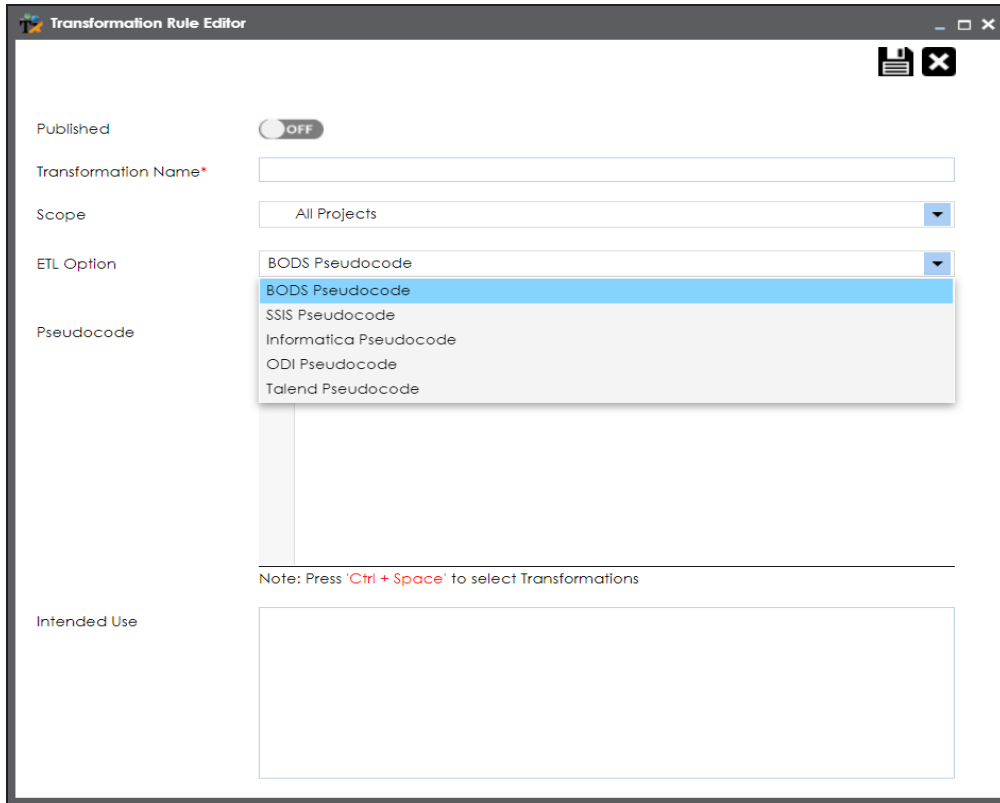 Transformation Rule Editor
Published
OFF
Transformation Name*
Scope
All Projects
ETL Option
BODS Pseudocode
BODS Pseudocode
SSIS Pseudocode
Informatica Pseudocode
ODI Pseudocode
Talend Pseudocode
Pseudocode
Note: Press 'Ctrl + Space' to select Transformations
Intended Use